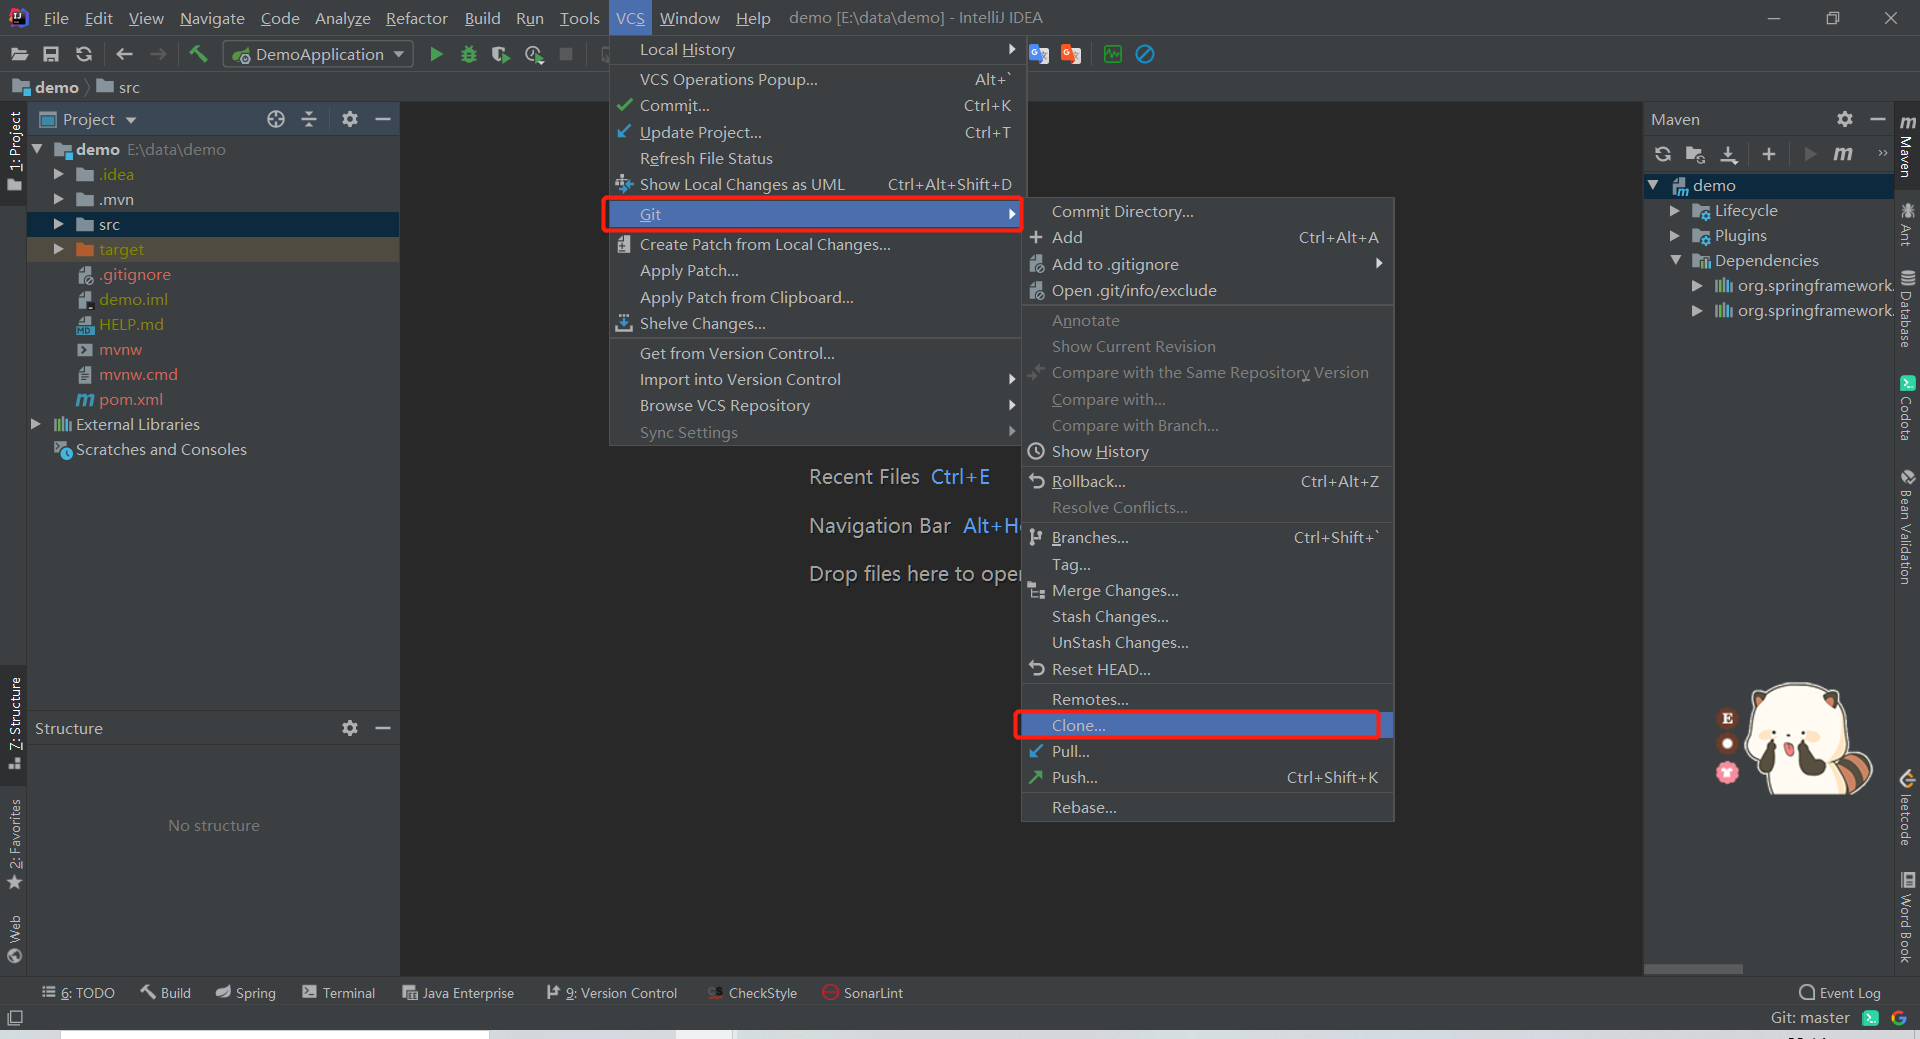 File Edit View Navigate Code Analyze Refactor Build Run Tools VCS Window Help demo [E:\data\demo] - IntelliJ IDEA
DemoApplication
demo src
Project
demo E:\data\demo
.idea
.mvn
src
target
.gitignore
demo.iml
HELP.md
mvnw
mvnw.cmd
pom.xml
External Libraries
Scratches and Consoles
Structure
No structure
1: Project
7: Structure
2: Favorites
Web
Local History
VCS Operations Popup... Alt+`
Commit... Ctrl+K
Update Project... Ctrl+T
Refresh File Status
Show Local Changes as UML Ctrl+Alt+Shift+D
Git
Create Patch from Local Changes...
Apply Patch...
Apply Patch from Clipboard...
Shelve Changes...
Get from Version Control...
Import into Version Control
Browse VCS Repository
Sync Settings
Recent Files Ctrl+E
Navigation Bar Alt+H
Drop files here to open
Commit Directory...
Add Ctrl+Alt+A
Add to .gitignore
Open .git/info/exclude
Annotate
Show Current Revision
Compare with the Same Repository Version
Compare with...
Compare with Branch...
Show History
Rollback... Ctrl+Alt+Z
Resolve Conflicts...
Branches... Ctrl+Shift+`
Tag...
Merge Changes...
Stash Changes...
UnStash Changes...
Reset HEAD...
Remotes...
Clone...
Pull...
Push... Ctrl+Shift+K
Rebase...
Maven
demo
Lifecycle
Plugins
Dependencies
org.springframework.
org.springframework.
Maven
Ant
Database
Codota
Bean Validation
leetcode
Word Book
E
6: TODO Build Spring Terminal Java Enterprise 9: Version Control CheckStyle SonarLint Event Log
Git: master